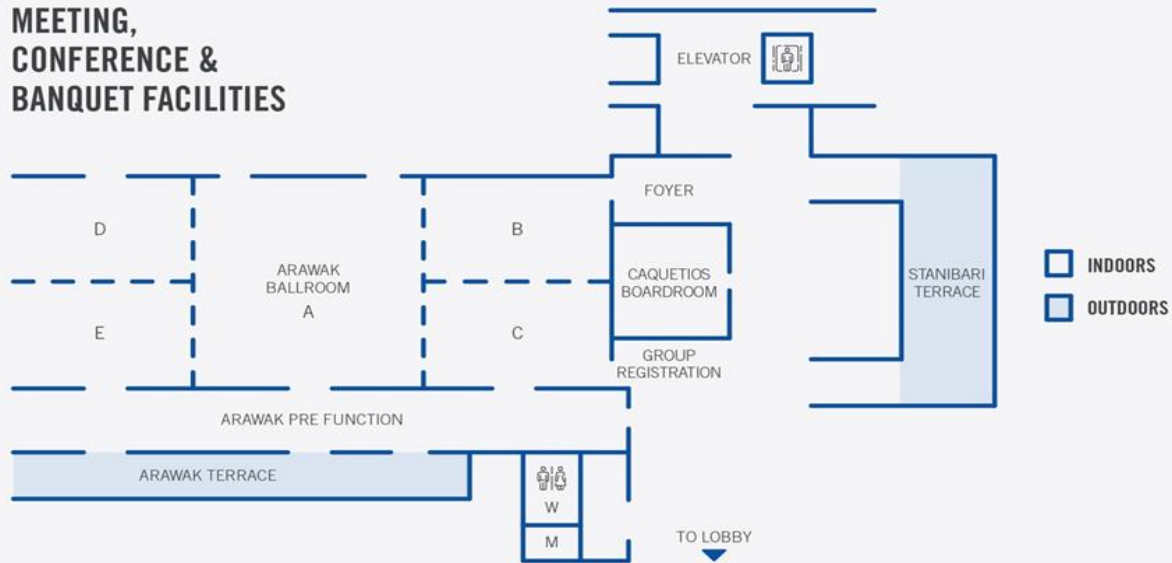 MEETING,
CONFERENCE &
BANQUET FACILITIES
ELEVATOR
FOYER
D
B
ARAWAK
BALLROOM
A
CAQUETIOS
BOARDROOM
STANIBARI
TERRACE
INDOORS
OUTDOORS
E
C
GROUP
REGISTRATION
ARAWAK PRE FUNCTION
ARAWAK TERRACE
W
M
TO LOBBY